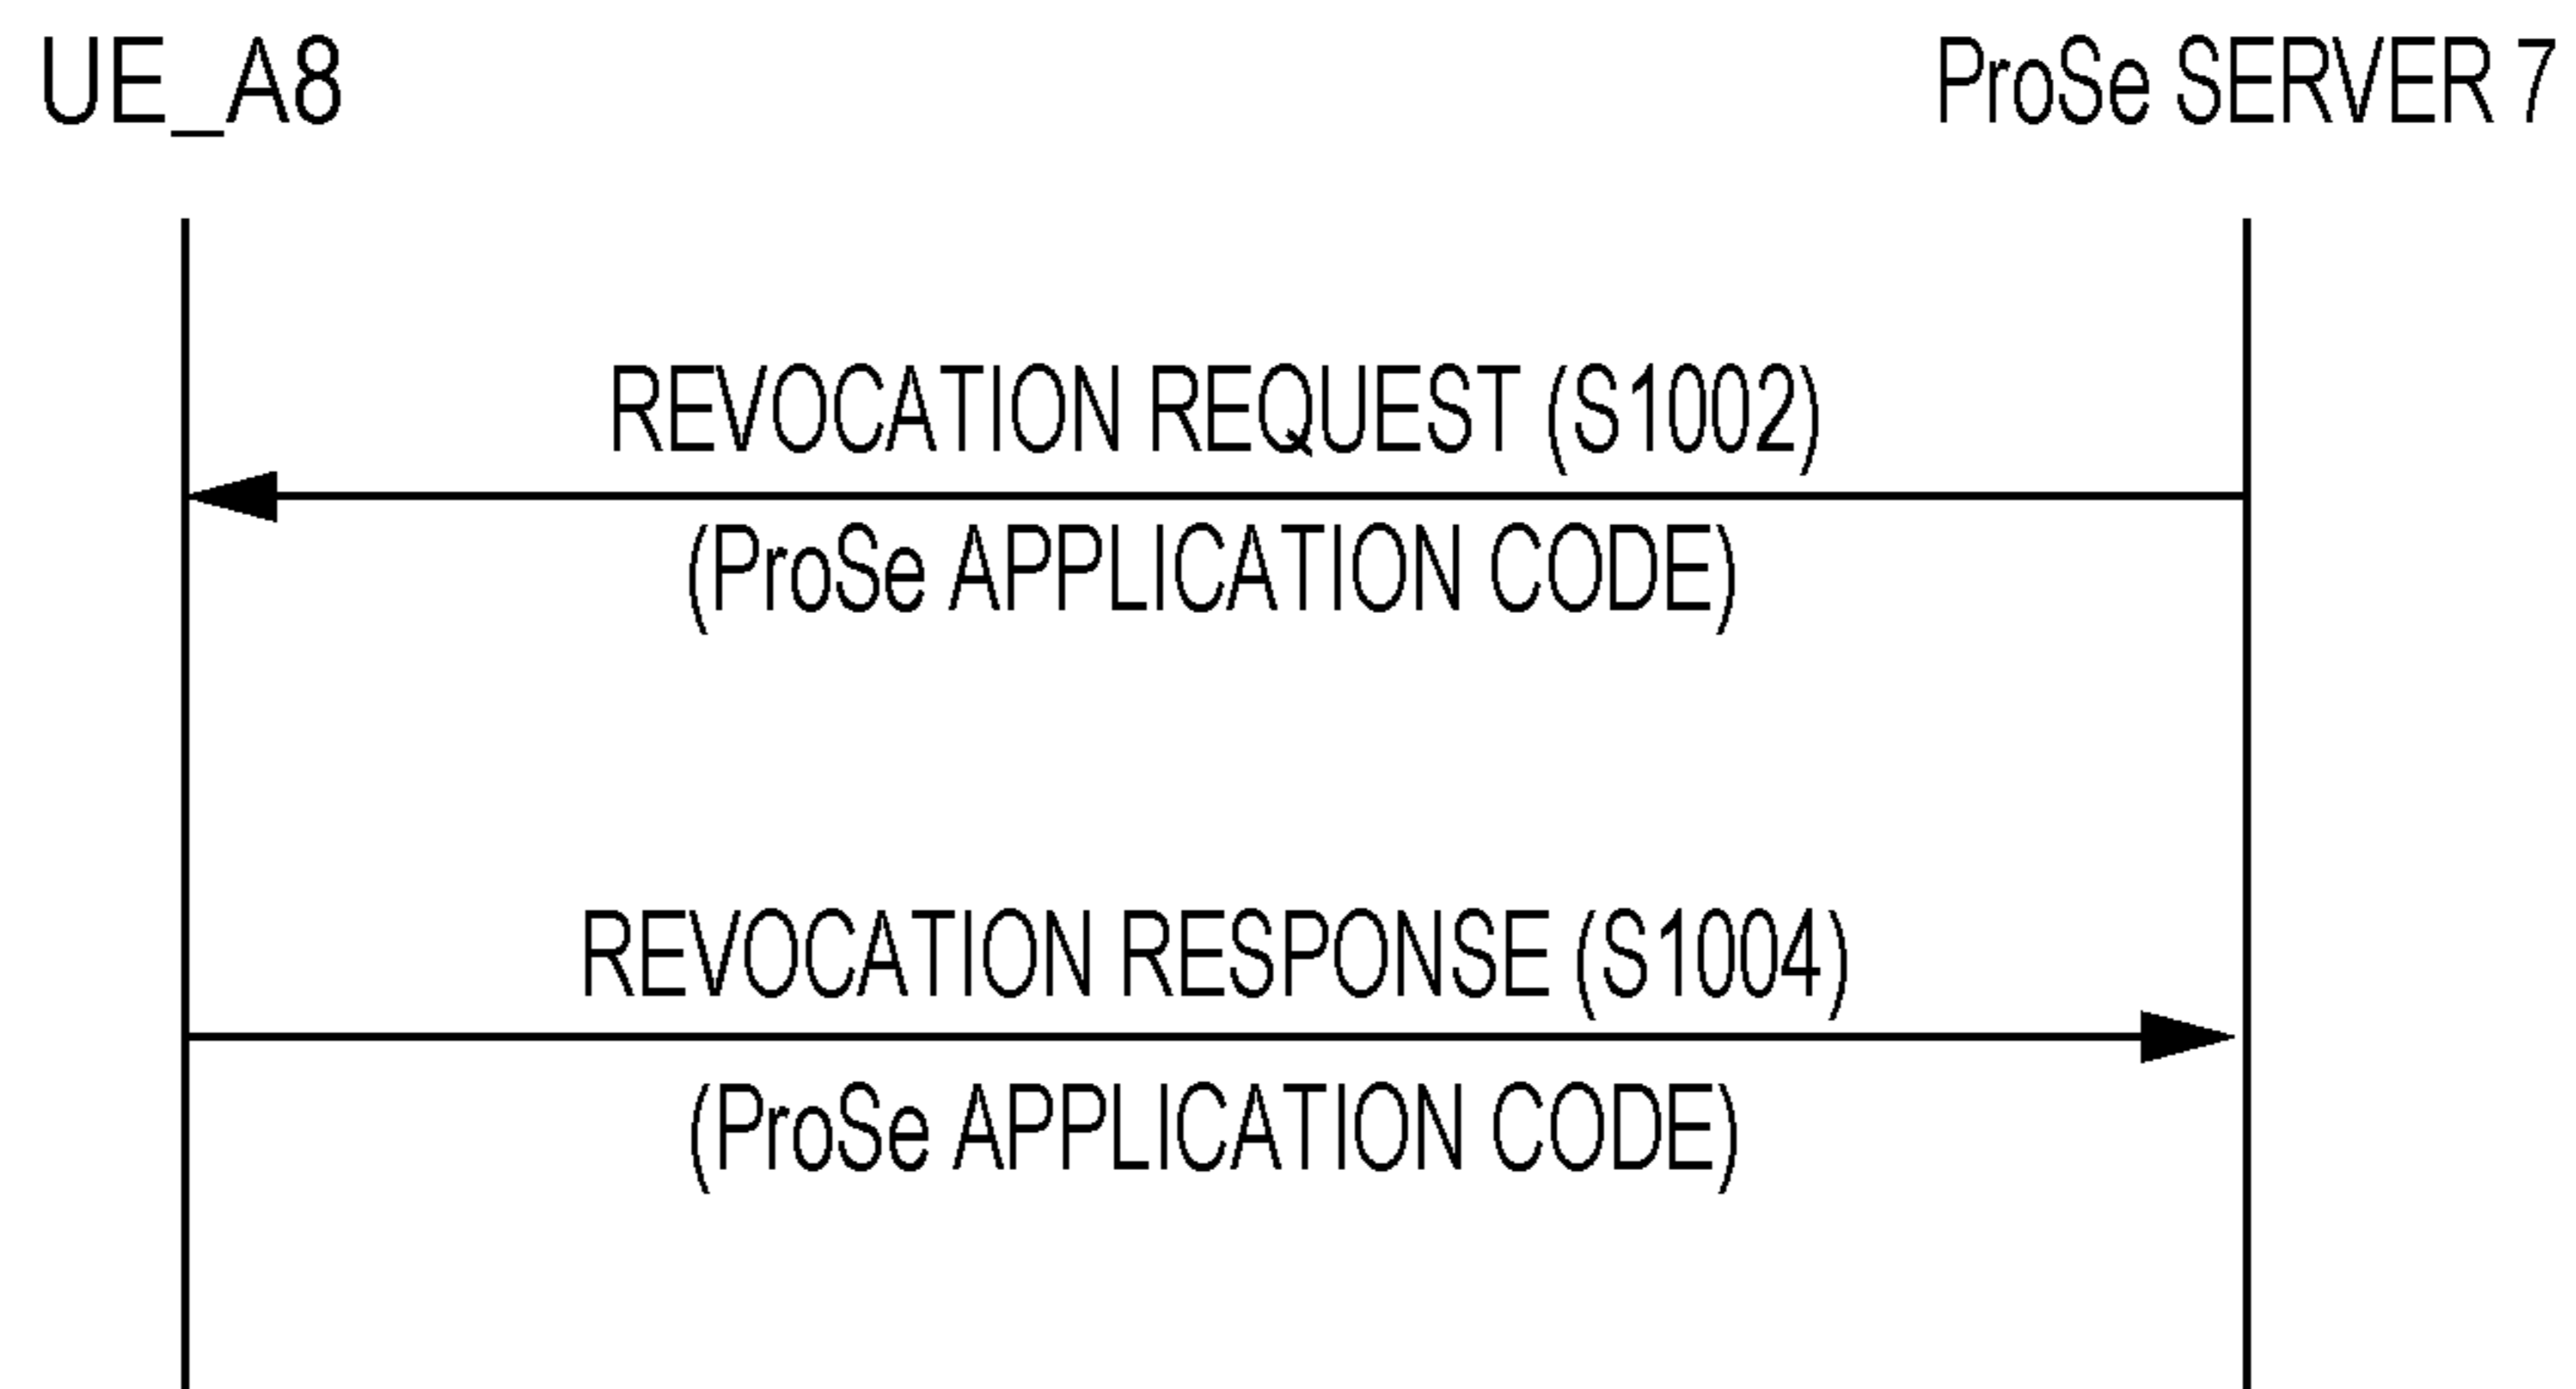 UE_A8
ProSe SERVER 7
REVOCATION REQUEST (S1002)
(ProSe APPLICATION CODE)
REVOCATION RESPONSE (S1004)
(ProSe APPLICATION CODE)